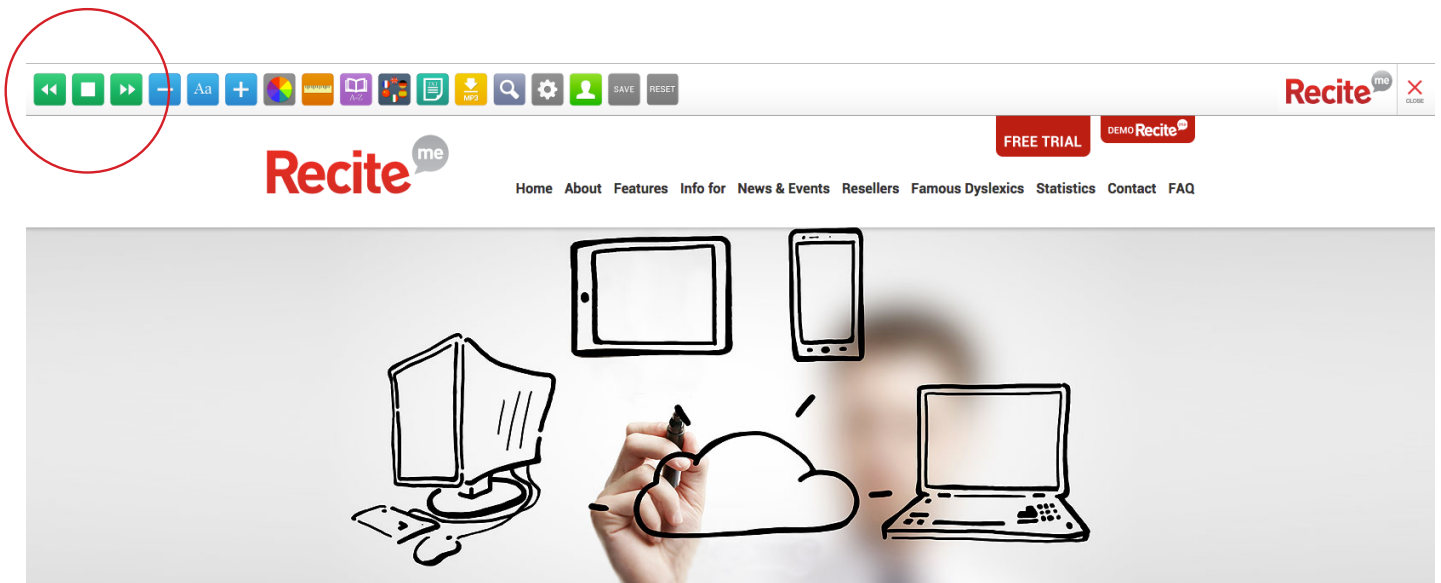 Aa
A-Z
MP3
SAVE
RESET
Recite me
CLOSE
FREE TRIAL
DEMO Recite me
Recite me
Home About Features Info for News & Events Resellers Famous Dyslexics Statistics Contact FAQ